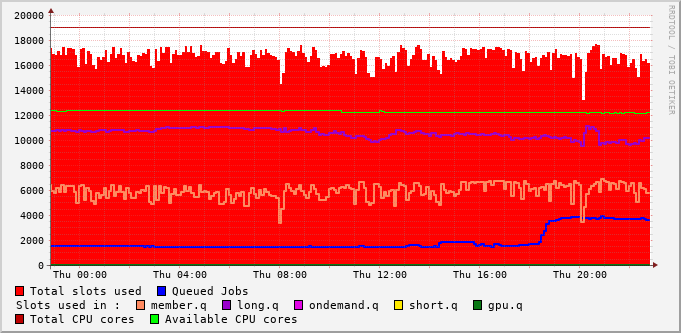 20000
18000
16000
14000
12000
10000
8000
6000
4000
2000
0
Thu 00:00 Thu 04:00 Thu 08:00 Thu 12:00 Thu 16:00 Thu 20:00
RRDTOOL / TOBI OETIKER
Total slots used Queued Jobs
Slots used in : member.q long.q ondemand.q short.q gpu.q
Total CPU cores Available CPU cores